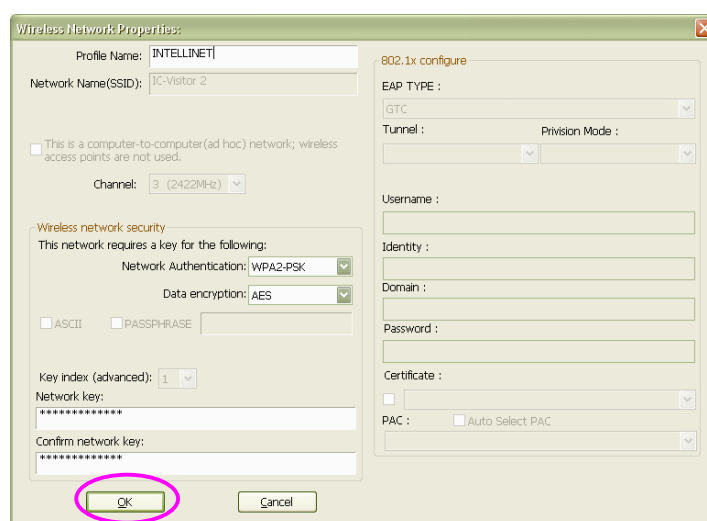 Wireless Network Properties:
Profile Name: INTELLINET
Network Name(SSID): IC-Visitor 2
This is a computer-to-computer(ad hoc) network; wireless
access points are not used.
Channel: 3 (2422MHz)
Wireless network security
This network requires a key for the following:
Network Authentication: WPA2-PSK
Data encryption: AES
ASCII PASSPHRASE
Key index (advanced): 1
Network key:
*************
Confirm network key:
*************
OK Cancel
802.1x configure
EAP TYPE :
GTC
Tunnel : Privision Mode :
Username :
Identity :
Domain :
Password :
Certificate :
PAC : Auto Select PAC